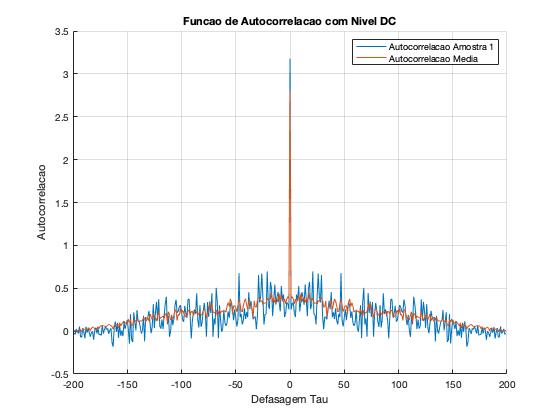 Funcao de Autocorrelacao com Nivel DC
3.5
3
2.5
2
1.5
1
0.5
0
-0.5
Autocorrelacao
Autocorrelacao Amostra 1
Autocorrelacao Media
-200 -150 -100 -50 0 50 100 150 200
Defasagem Tau